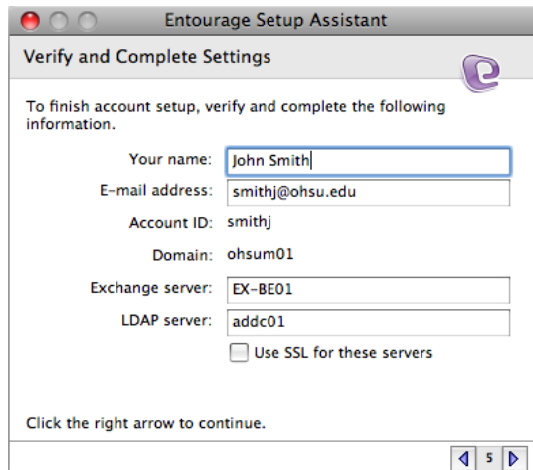 Entourage Setup Assistant
Verify and Complete Settings
To finish account setup, verify and complete the following
information.
Your name: John Smith
E-mail address: smithj@ohsu.edu
Account ID: smithj
Domain: ohsum01
Exchange server: EX-BE01
LDAP server: addc01
Use SSL for these servers
Click the right arrow to continue.
5